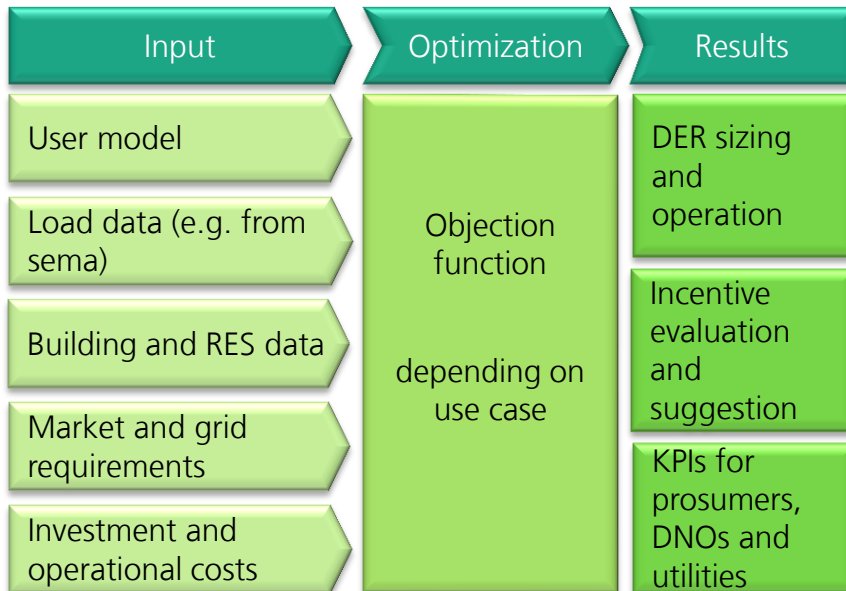 Input
Optimization
Results
User model
Load data (e.g. from
sema)
Building and RES data
Market and grid
requirements
Investment and
operational costs
Objection
function
depending on
use case
DER sizing
and
operation
Incentive
evaluation
and
suggestion
KPIs for
prosumers,
DNOs and
utilities